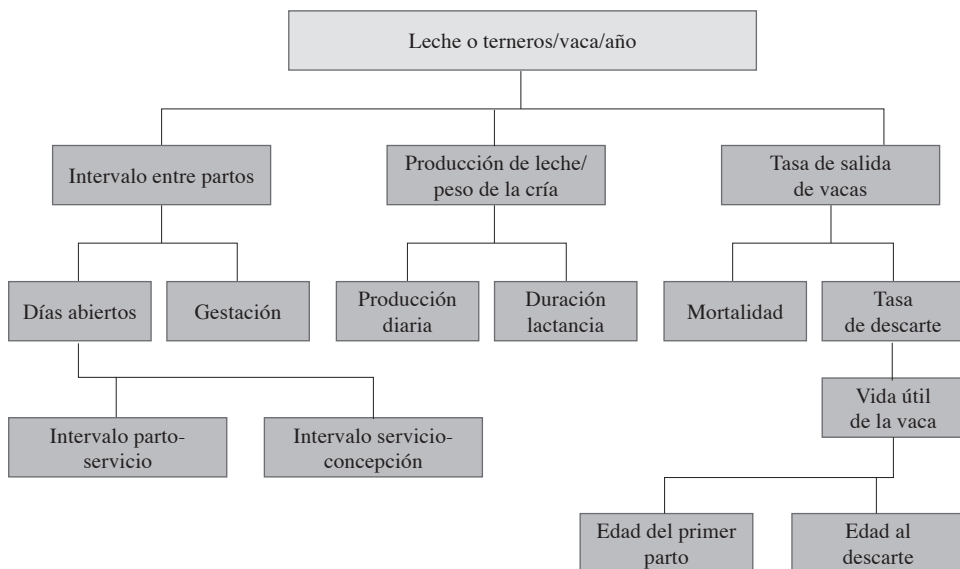 Leche o terneros/vaca/año
Intervalo entre partos
Producción de leche/
peso de la cría
Tasa de salida
de vacas
Días abiertos
Gestación
Producción
diaria
Duración
lactancia
Mortalidad
Tasa
de descarte
Vida útil
de la vaca
Intervalo parto-
servicio
Intervalo servicio-
concepción
Edad del primer
parto
Edad al
descarte